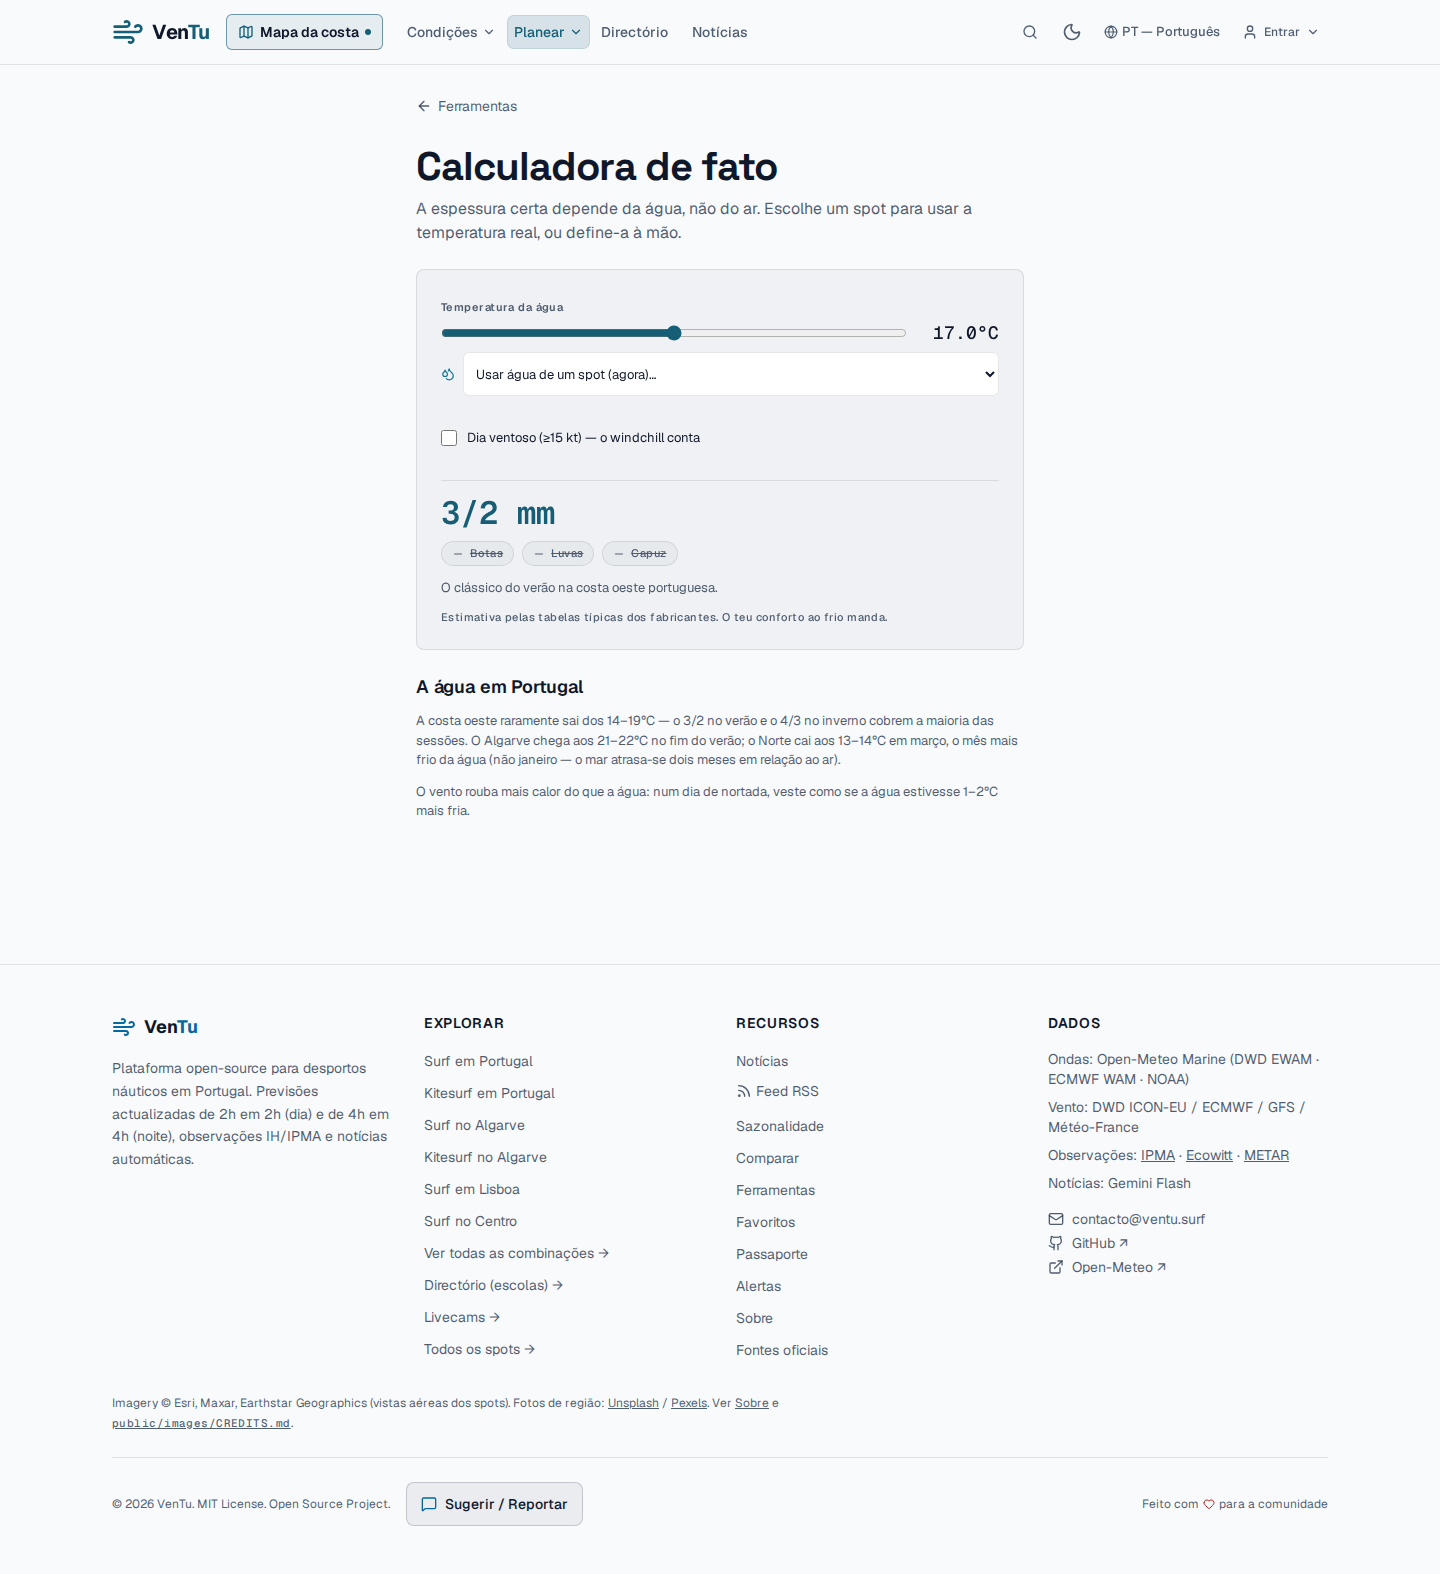 VenTu
Mapa da costa
Condições
Planear
Directório
Notícias
PT — Português
Entrar
Ferramentas
Calculadora de fato
A espessura certa depende da água, não do ar. Escolhe um spot para usar a
temperatura real, ou define-a à mão.
Temperatura da água
17.0°C
Usar água de um spot (agora)...
Dia ventoso (≥15 kt) — o windchill conta
3/2 mm
— Botas
— Luvas
— Capuz
O clássico do verão na costa oeste portuguesa.
Estimativa pelas tabelas típicas dos fabricantes. O teu conforto ao frio manda.
A água em Portugal
A costa oeste raramente sai dos 14–19°C — o 3/2 no verão e o 4/3 no inverno cobrem a maioria das
sessões. O Algarve chega aos 21–22°C no fim do verão; o Norte cai aos 13–14°C em março, o mês mais
frio da água (não janeiro — o mar atrasa-se dois meses em relação ao ar).
O vento rouba mais calor do que a água: num dia de nortada, veste como se a água estivesse 1–2°C
mais fria.
VenTu
Plataforma open-source para desportos
náuticos em Portugal. Previsões
actualizadas de 2h em 2h (dia) e de 4h em
4h (noite), observações IH/IPMA e notícias
automáticas.
EXPLORAR
Surf em Portugal
Kitesurf em Portugal
Surf no Algarve
Kitesurf no Algarve
Surf em Lisboa
Surf no Centro
Ver todas as combinações →
Directório (escolas) →
Livecams →
Todos os spots →
RECURSOS
Notícias
Feed RSS
Sazonalidade
Comparar
Ferramentas
Favoritos
Passaporte
Alertas
Sobre
Fontes oficiais
DADOS
Ondas: Open-Meteo Marine (DWD EWAM ·
ECMWF WAM · NOAA)
Vento: DWD ICON-EU / ECMWF / GFS /
Météo-France
Observações: IPMA · Ecowitt · METAR
Notícias: Gemini Flash
contacto@ventu.surf
GitHub ↗
Open-Meteo ↗
Imagery © Esri, Maxar, Earthstar Geographics (vistas aéreas dos spots). Fotos de região: Unsplash / Pexels. Ver Sobre e
public/images/CREDITS.md.
© 2026 VenTu. MIT License. Open Source Project.
Sugerir / Reportar
Feito com ♡ para a comunidade